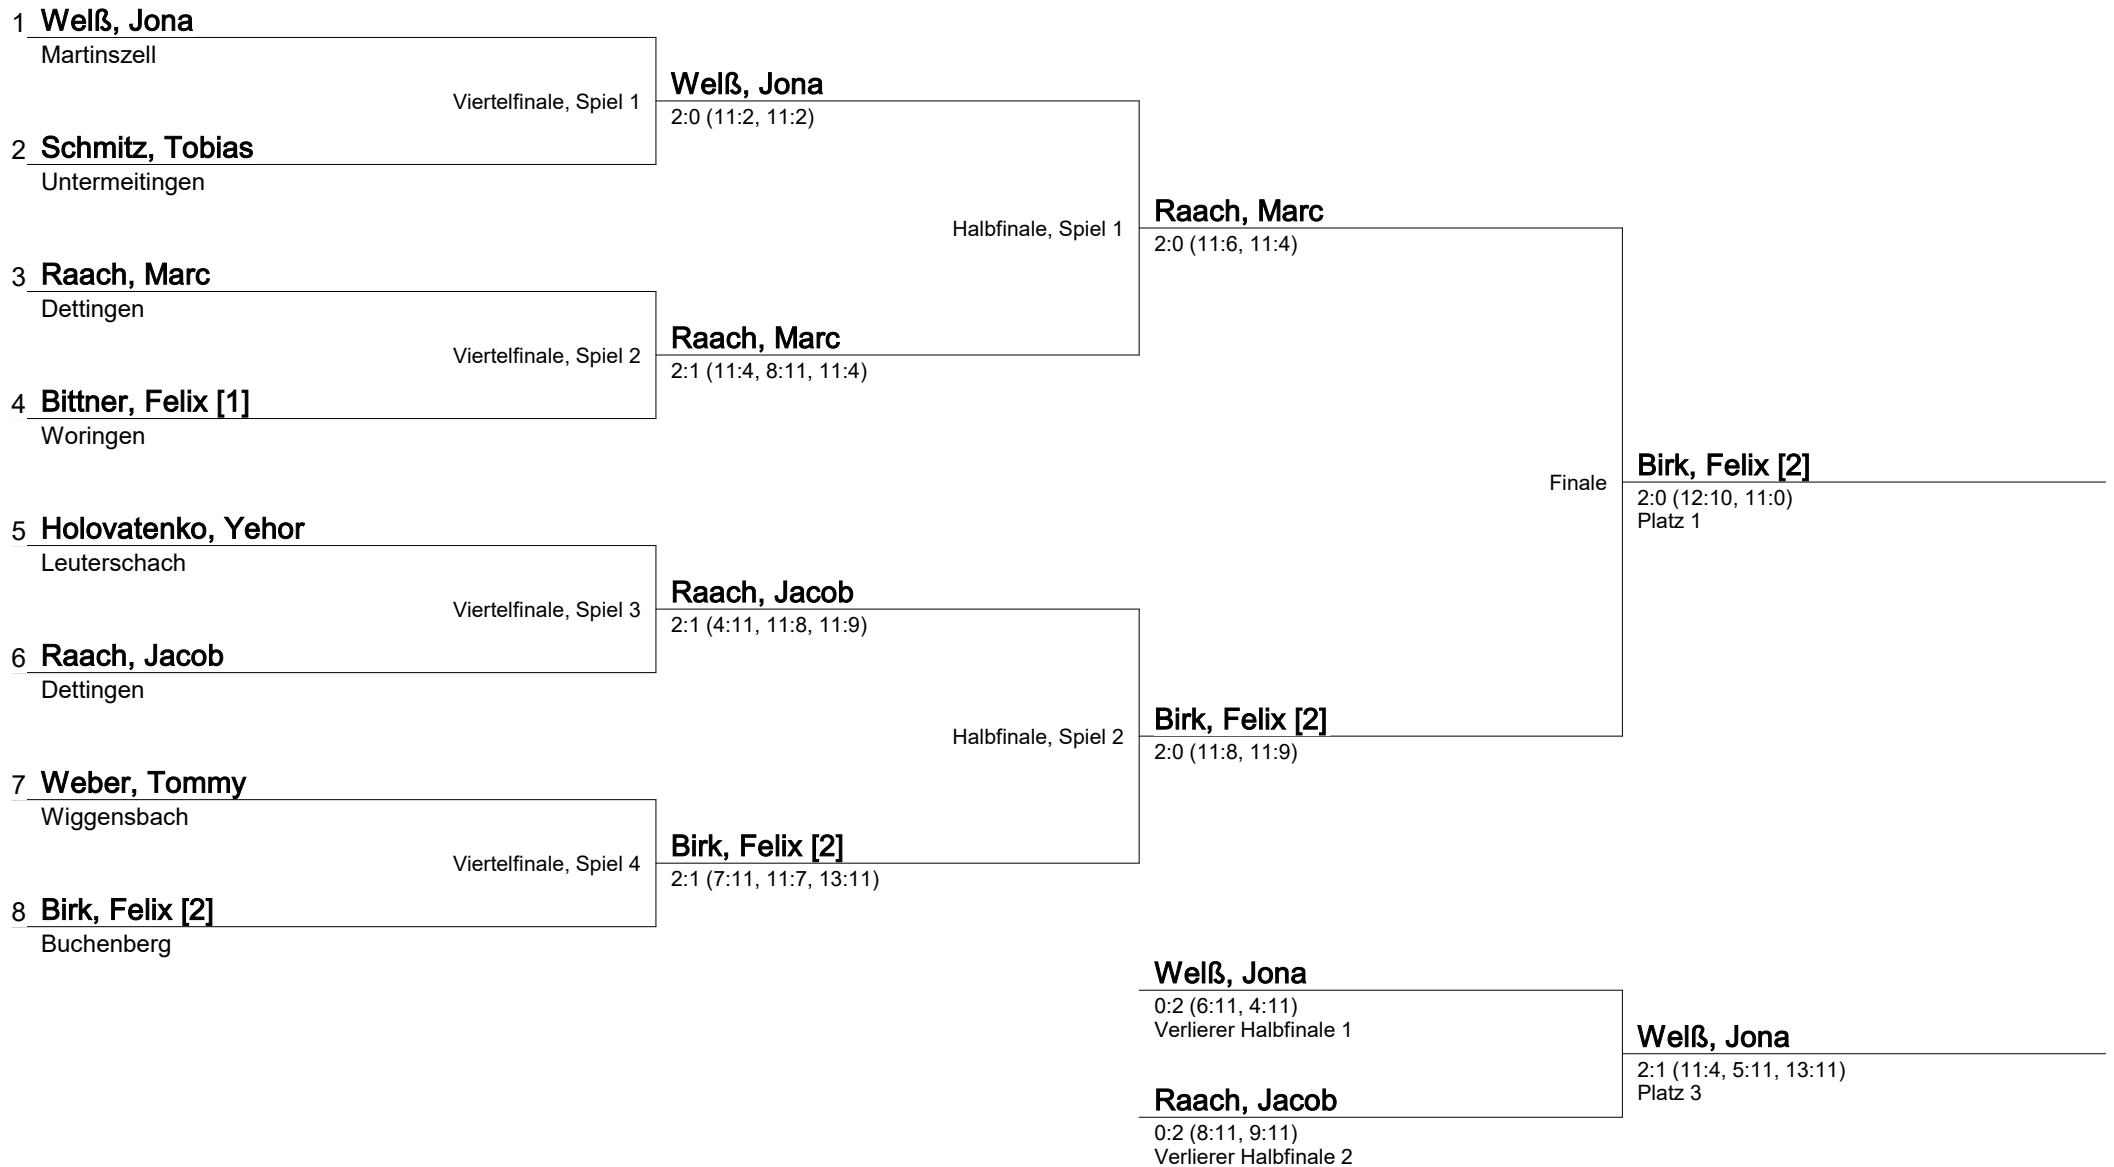 1 Welß, Jona
Martinszell
Viertelfinale, Spiel 1
Welß, Jona
2:0 (11:2, 11:2)
2 Schmitz, Tobias
Untermeitingen
Halbfinale, Spiel 1
Raach, Marc
2:0 (11:6, 11:4)
3 Raach, Marc
Dettingen
Viertelfinale, Spiel 2
Raach, Marc
2:1 (11:4, 8:11, 11:4)
4 Bittner, Felix [1]
Woringen
Finale
Birk, Felix [2]
2:0 (12:10, 11:0)
Platz 1
5 Holovatenko, Yehor
Leuterschach
Viertelfinale, Spiel 3
Raach, Jacob
2:1 (4:11, 11:8, 11:9)
6 Raach, Jacob
Dettingen
Halbfinale, Spiel 2
Birk, Felix [2]
2:0 (11:8, 11:9)
7 Weber, Tommy
Wiggensbach
Viertelfinale, Spiel 4
Birk, Felix [2]
2:1 (7:11, 11:7, 13:11)
8 Birk, Felix [2]
Buchenberg
Welß, Jona
0:2 (6:11, 4:11)
Verlierer Halbfinale 1
Welß, Jona
2:1 (11:4, 5:11, 13:11)
Platz 3
Raach, Jacob
0:2 (8:11, 9:11)
Verlierer Halbfinale 2